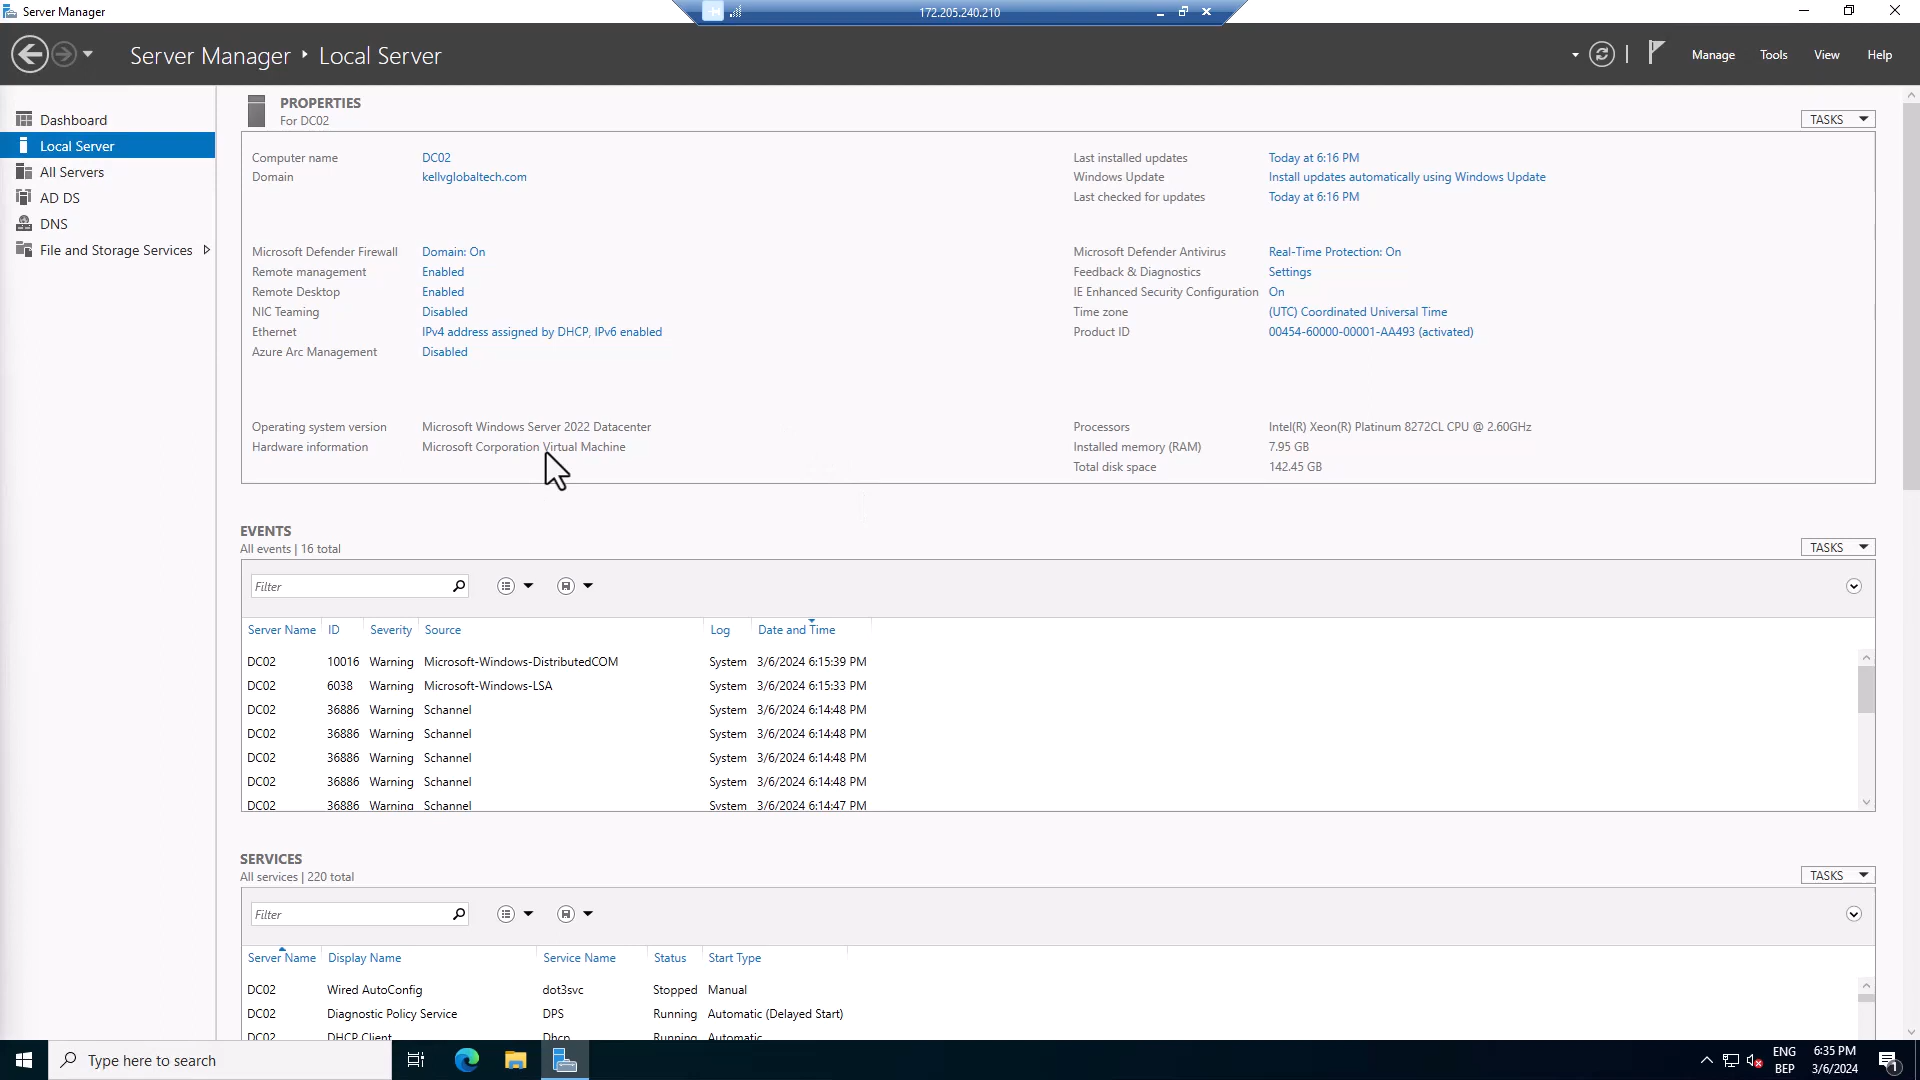 Server Manager
172.205.240.210
Server Manager ‣ Local Server
Manage Tools View Help
Dashboard
Local Server
All Servers
AD DS
DNS
File and Storage Services
PROPERTIES
For DC02
TASKS
Computer name DC02
Domain kellvglobaltech.com
Last installed updates Today at 6:16 PM
Windows Update Install updates automatically using Windows Update
Last checked for updates Today at 6:16 PM
Microsoft Defender Firewall Domain: On
Remote management Enabled
Remote Desktop Enabled
NIC Teaming Disabled
Ethernet IPv4 address assigned by DHCP, IPv6 enabled
Azure Arc Management Disabled
Microsoft Defender Antivirus Real-Time Protection: On
Feedback & Diagnostics Settings
IE Enhanced Security Configuration On
Time zone (UTC) Coordinated Universal Time
Product ID 00454-60000-00001-AA493 (activated)
Operating system version Microsoft Windows Server 2022 Datacenter
Hardware information Microsoft Corporation Virtual Machine
Processors Intel(R) Xeon(R) Platinum 8272CL CPU @ 2.60GHz
Installed memory (RAM) 7.95 GB
Total disk space 142.45 GB
EVENTS
All events | 16 total
TASKS
Filter
Server Name ID Severity Source Log Date and Time
DC02 10016 Warning Microsoft-Windows-DistributedCOM System 3/6/2024 6:15:39 PM
DC02 6038 Warning Microsoft-Windows-LSA System 3/6/2024 6:15:33 PM
DC02 36886 Warning Schannel System 3/6/2024 6:14:48 PM
DC02 36886 Warning Schannel System 3/6/2024 6:14:48 PM
DC02 36886 Warning Schannel System 3/6/2024 6:14:48 PM
DC02 36886 Warning Schannel System 3/6/2024 6:14:48 PM
DC02 36886 Warning Schannel System 3/6/2024 6:14:47 PM
SERVICES
All services | 220 total
TASKS
Filter
Server Name Display Name Service Name Status Start Type
DC02 Wired AutoConfig dot3svc Stopped Manual
DC02 Diagnostic Policy Service DPS Running Automatic (Delayed Start)
DC02 DHCP Client Dhcp Running Automatic
Type here to search
ENG
BEP
6:35 PM
3/6/2024
1